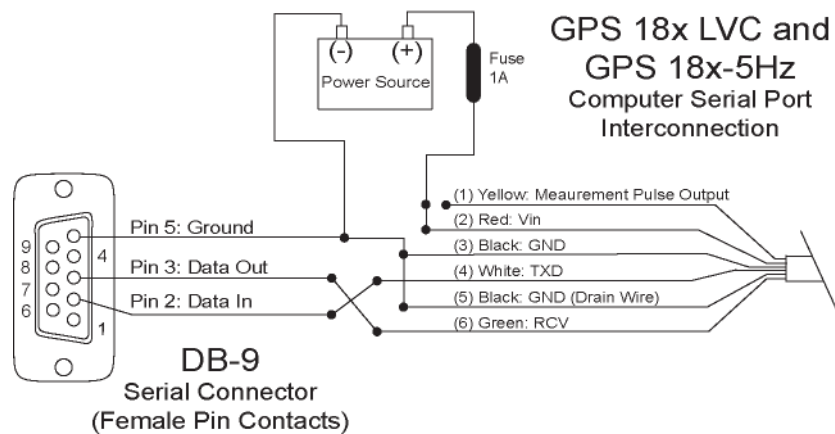 GPS 18x LVC and
GPS 18x-5Hz
Computer Serial Port
Interconnection
(-) (+)
Power Source
Fuse
1A
(1) Yellow: Meaurement Pulse Output
(2) Red: Vin
(3) Black: GND
(4) White: TXD
(5) Black: GND (Drain Wire)
(6) Green: RCV
Pin 5: Ground
Pin 3: Data Out
Pin 2: Data In
9
8
7
6
4
1
DB-9
Serial Connector
(Female Pin Contacts)